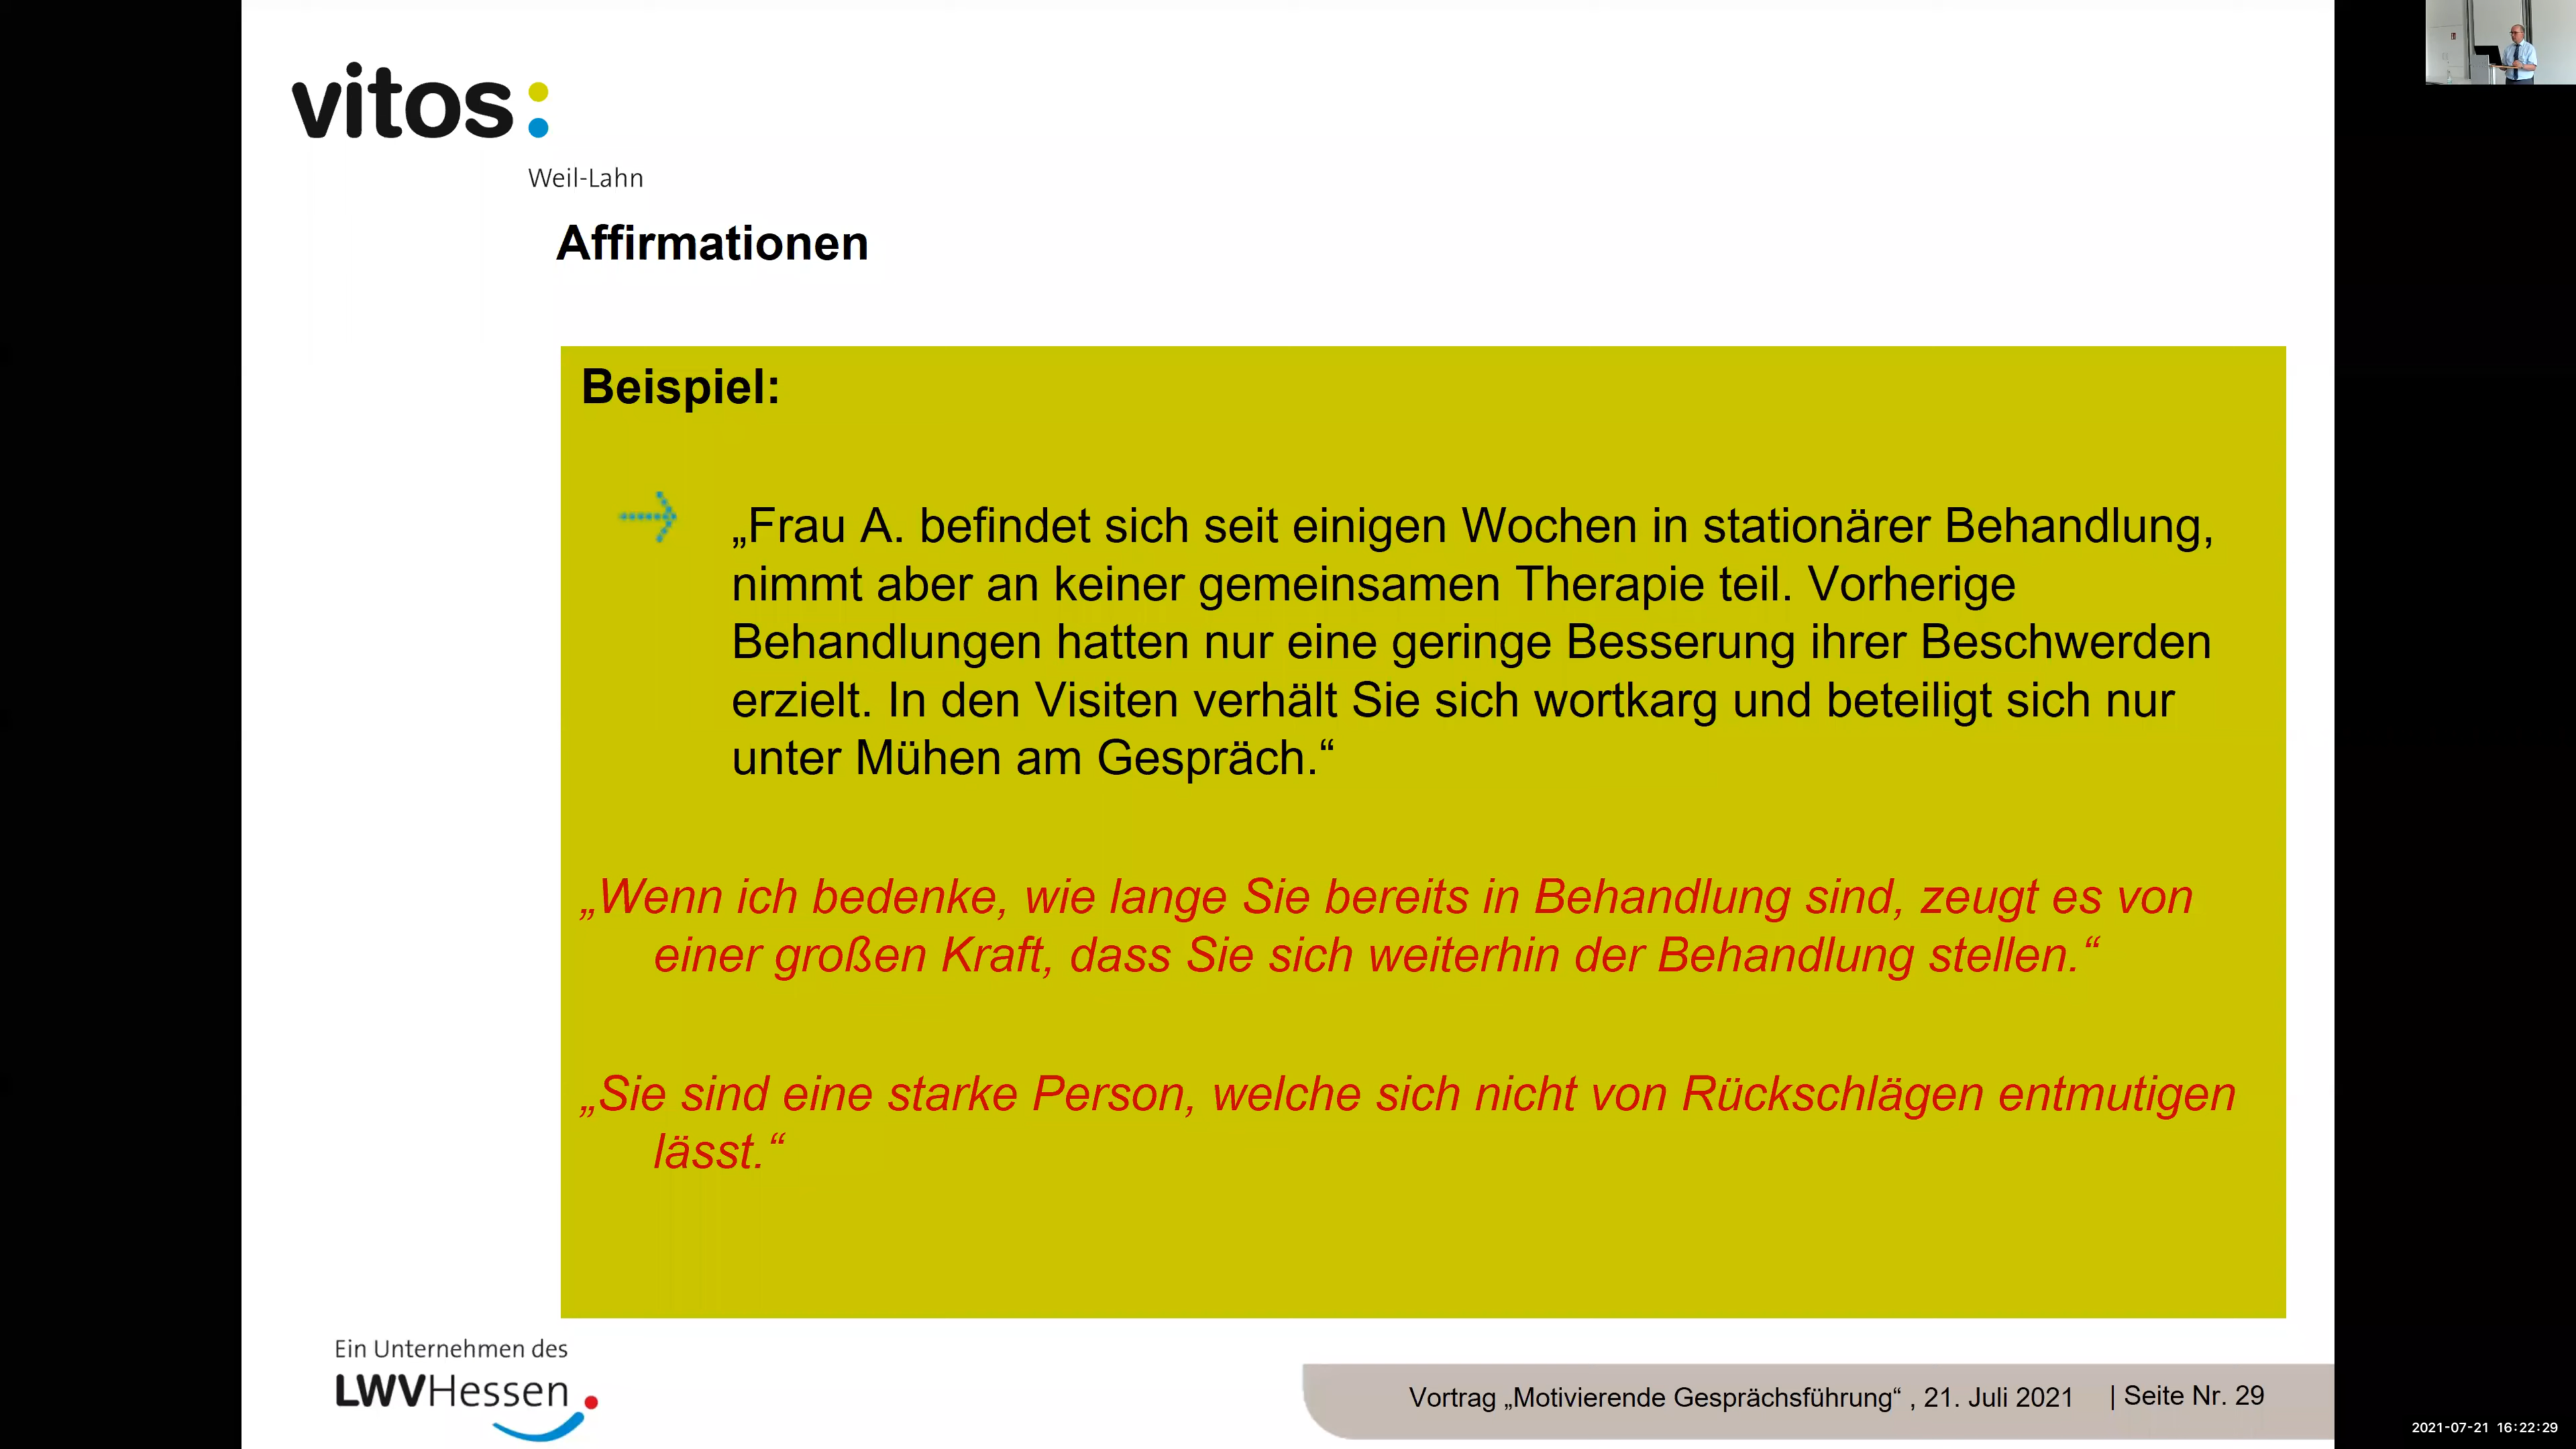 vitos:
Weil-Lahn
Affirmationen
Beispiel:
„Frau A. befindet sich seit einigen Wochen in stationärer Behandlung,
nimmt aber an keiner gemeinsamen Therapie teil. Vorherige
Behandlungen hatten nur eine geringe Besserung ihrer Beschwerden
erzielt. In den Visiten verhält Sie sich wortkarg und beteiligt sich nur
unter Mühen am Gespräch.“
„Wenn ich bedenke, wie lange Sie bereits in Behandlung sind, zeugt es von
einer großen Kraft, dass Sie sich weiterhin der Behandlung stellen.“
„Sie sind eine starke Person, welche sich nicht von Rückschlägen entmutigen
lässt.“
Ein Unternehmen des
LWVHessen
Vortrag „Motivierende Gesprächsführung“ , 21. Juli 2021 | Seite Nr. 29
2021-07-21 16:22:29